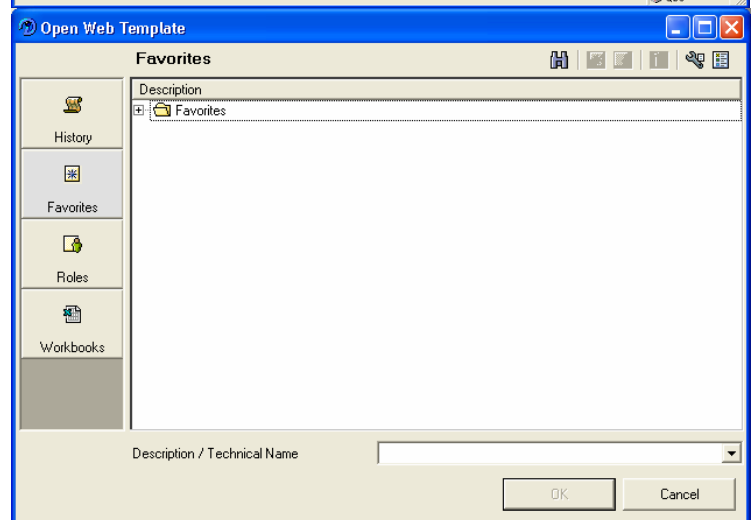 Open Web Template
Favorites
Description
Favorites
History
Favorites
Roles
Workbooks
Description / Technical Name
OK
Cancel